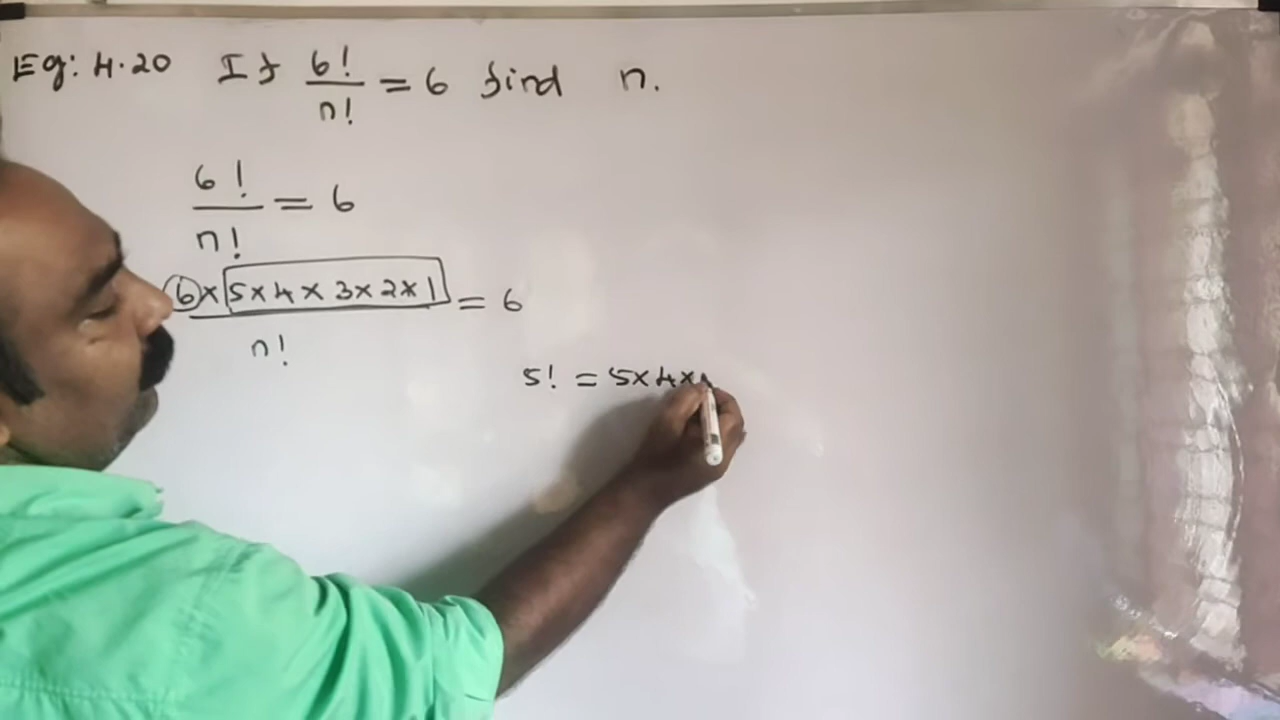 Eg: 4.20 If 6!/n! = 6 find n.
6!/n! = 6
6×5×4×3×2×1/n! = 6
5! = 5×4×